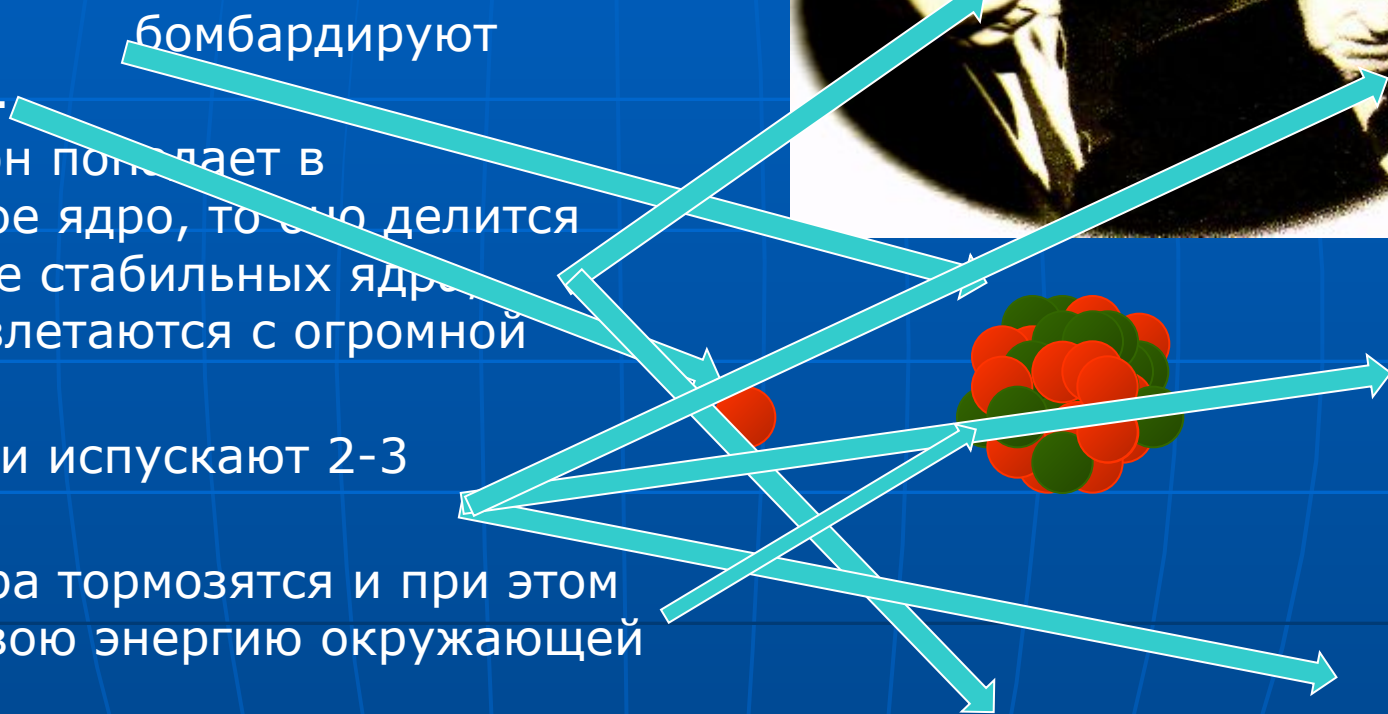 бомбардируют
.
он попадает в
ре ядро, то оно делится
е стабильных ядра,
злетаются с огромной
и испускают 2-3
ра тормозятся и при этом
вою энергию окружающей